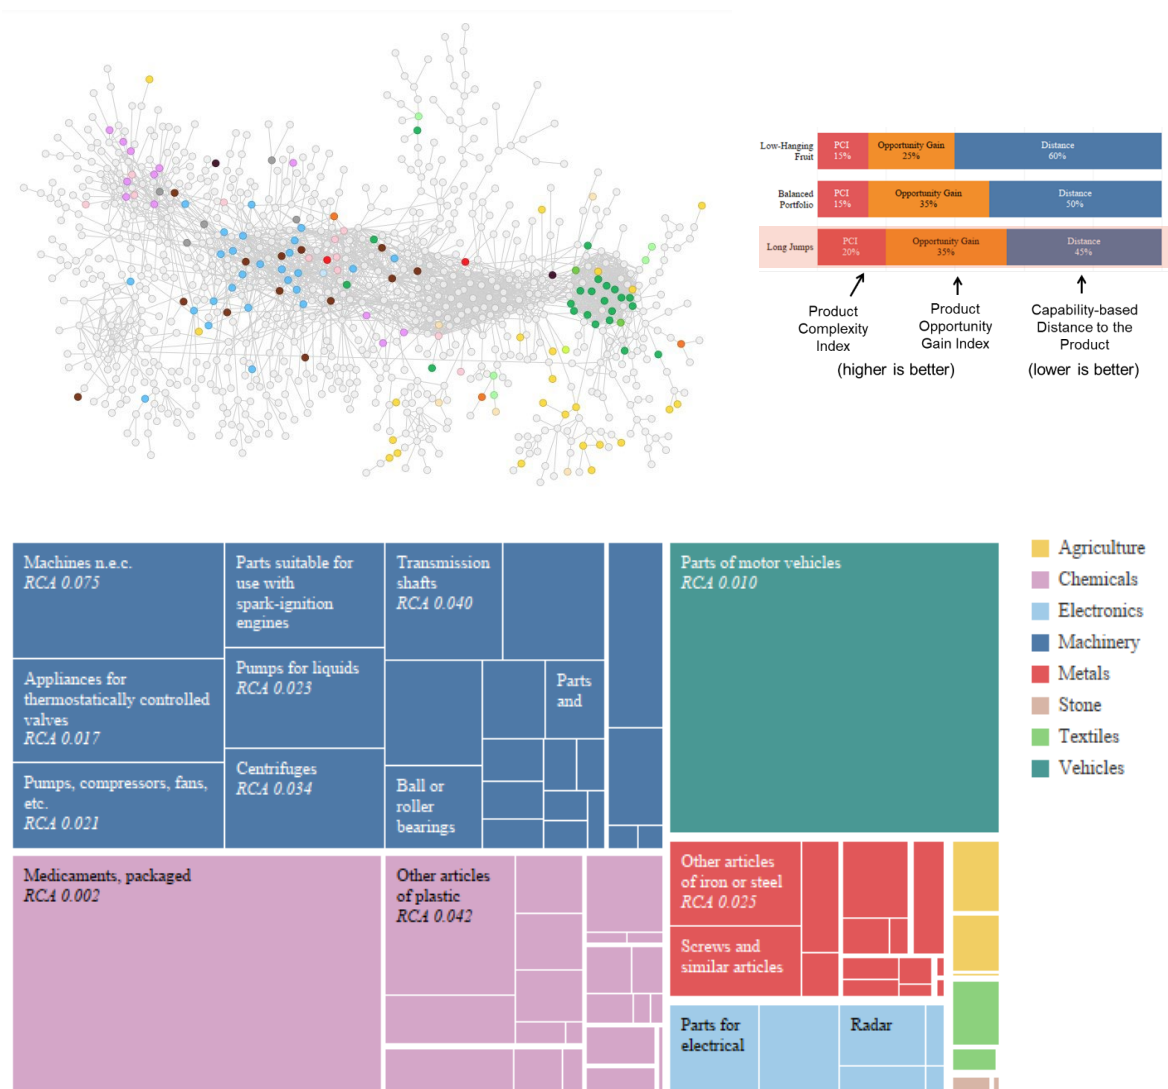 Low-Hanging
Fruit
PCI
15%
Opportunity Gain
25%
Distance
60%
Balanced
Portfolio
PCI
15%
Opportunity Gain
35%
Distance
50%
Long Jumps
PCI
20%
Opportunity Gain
35%
Distance
45%
Product
Complexity
Index
Product
Opportunity
Gain Index
Capability-based
Distance to the
Product
(higher is better)
(lower is better)
Machines n.e.c.
RCA 0.075
Appliances for
thermostatically controlled
valves
RCA 0.017
Pumps, compressors, fans,
etc.
RCA 0.021
Parts suitable for
use with
spark-ignition
engines
Pumps for liquids
RCA 0.023
Centrifuges
RCA 0.034
Transmission
shafts
RCA 0.040
Parts
and
Ball or
roller
bearings
Parts of motor vehicles
RCA 0.010
Medicaments, packaged
RCA 0.002
Other articles
of plastic
RCA 0.042
Other articles
of iron or steel
RCA 0.025
Screws and
similar articles
Parts for
electrical
Radar
Agriculture
Chemicals
Electronics
Machinery
Metals
Stone
Textiles
Vehicles